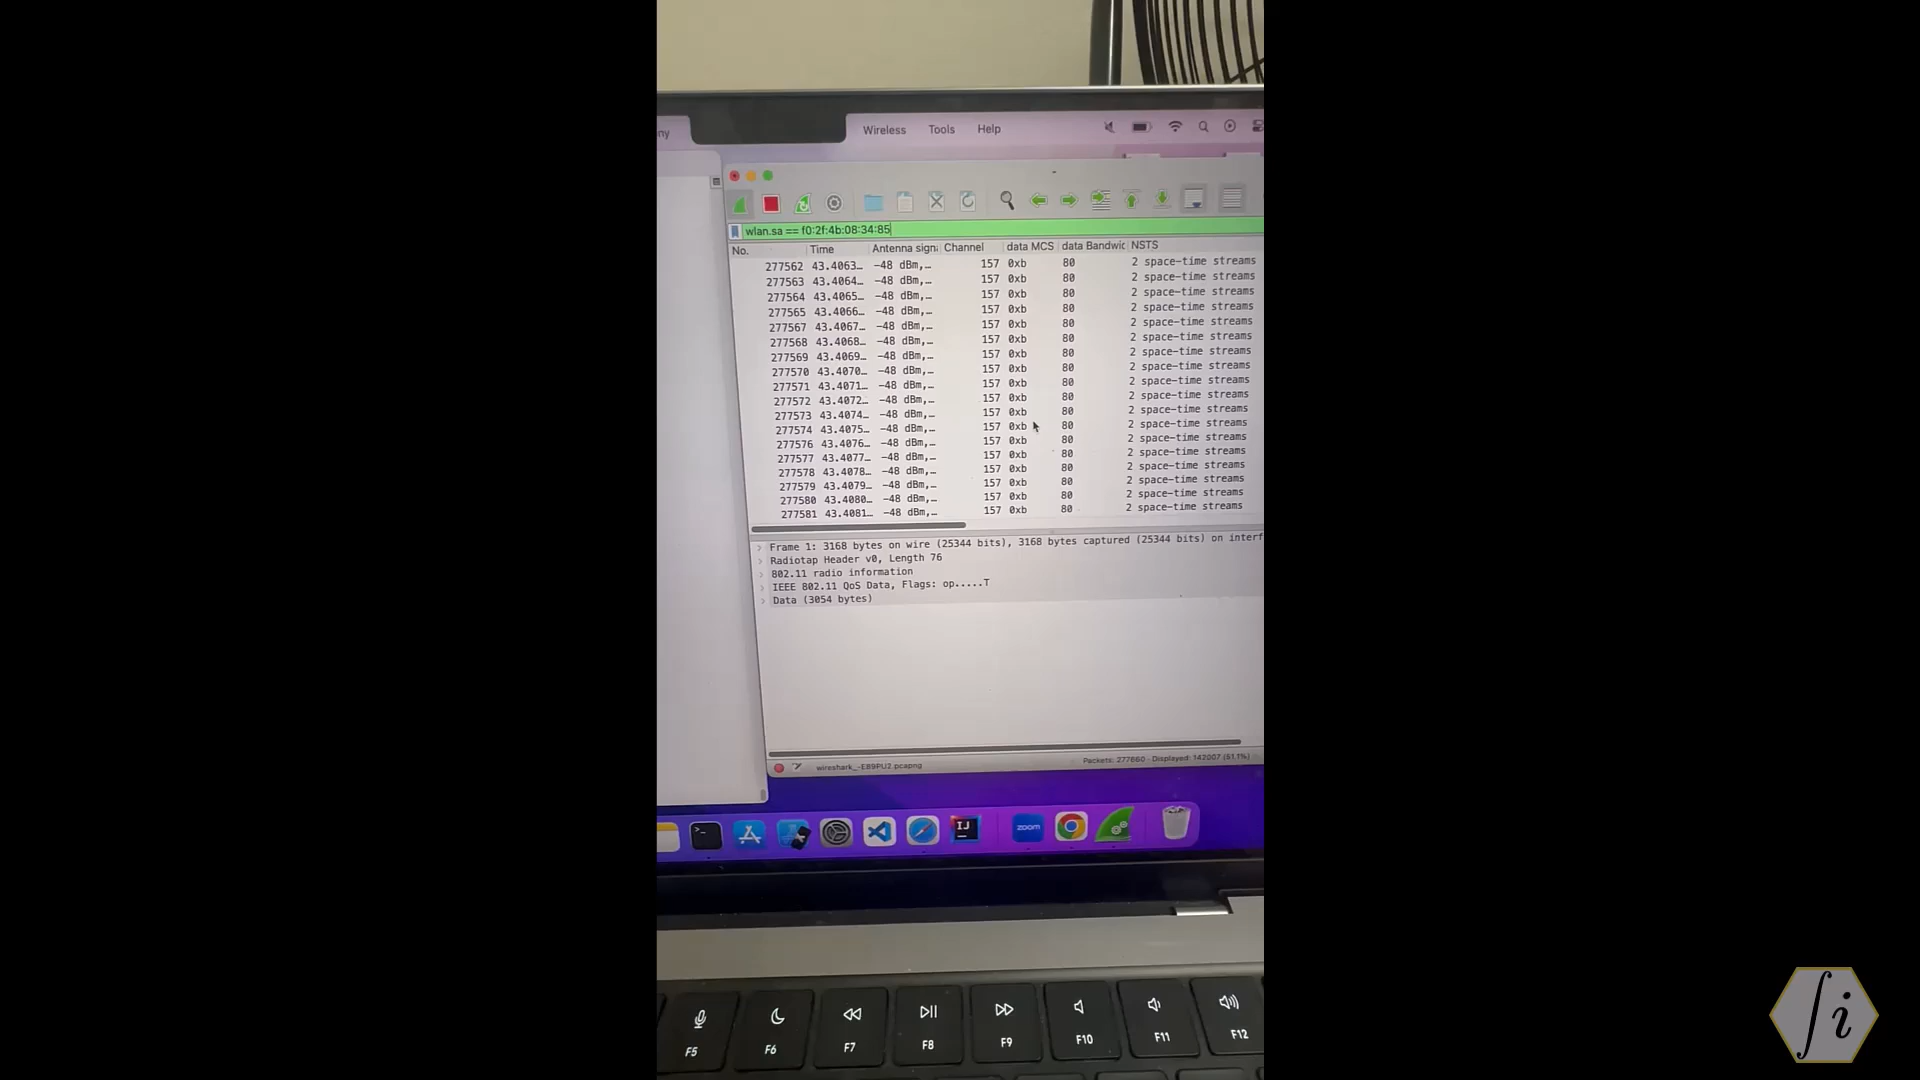 ny Wireless Tools Help
wlan.sa == f0:2f:4b:08:34:85
No. Time Antenna signa Channel data MCS data Bandwic NSTS
277562 43.4063… -48 dBm,… 157 0xb 80 2 space-time streams
277563 43.4064… -48 dBm,… 157 0xb 80 2 space-time streams
277564 43.4065… -48 dBm,… 157 0xb 80 2 space-time streams
277565 43.4066… -48 dBm,… 157 0xb 80 2 space-time streams
277567 43.4067… -48 dBm,… 157 0xb 80 2 space-time streams
277568 43.4068… -48 dBm,… 157 0xb 80 2 space-time streams
277569 43.4069… -48 dBm,… 157 0xb 80 2 space-time streams
277570 43.4070… -48 dBm,… 157 0xb 80 2 space-time streams
277571 43.4071… -48 dBm,… 157 0xb 80 2 space-time streams
277572 43.4072… -48 dBm,… 157 0xb 80 2 space-time streams
277573 43.4074… -48 dBm,… 157 0xb 80 2 space-time streams
277574 43.4075… -48 dBm,… 157 0xb 80 2 space-time streams
277576 43.4076… -48 dBm,… 157 0xb 80 2 space-time streams
277577 43.4077… -48 dBm,… 157 0xb 80 2 space-time streams
277578 43.4078… -48 dBm,… 157 0xb 80 2 space-time streams
277579 43.4079… -48 dBm,… 157 0xb 80 2 space-time streams
277580 43.4080… -48 dBm,… 157 0xb 80 2 space-time streams
277581 43.4081… -48 dBm,… 157 0xb 80 2 space-time streams
Frame 1: 3168 bytes on wire (25344 bits), 3168 bytes captured (25344 bits) on interf
Radiotap Header v0, Length 76
802.11 radio information
IEEE 802.11 QoS Data, Flags: op.....T
Data (3054 bytes)
wireshark_-E89PU2.pcapng Packets: 277660 · Displayed: 142007 (51.1%)
IJ zoom
F5 F6 F7 F8 F9 F10 F11 F12
∫i